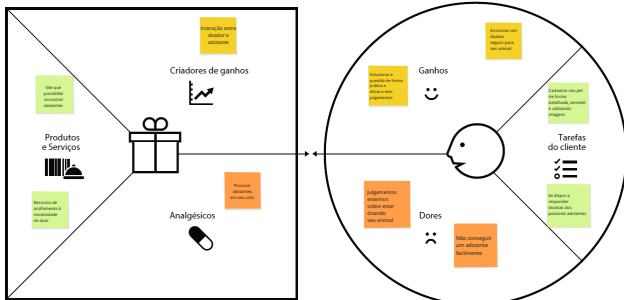 Interação entre
doador e
adotante
Criadores de ganhos
Site que
possibilite
encontrar
adotantes
Produtos
e Serviços
Recursos de
acolhimento à
necessidade
de doar
Procurar
adotantes
em seu ciclo
Analgésicos
Encontrar um
doador
seguro para
seu animal
Ganhos
Solucionar a
questão de forma
prática e
eficaz e sem
julgamentos
Cadastrar seu pet
de forma
detalhada, sensível
e utilizando
imagens
Tarefas
do cliente
Se dispor a
responder
dúvidas dos
possíveis adotantes
Julgamentos
externos
sobre estar
doando
seu animal
Dores
Não conseguir
um adotante
facilmente